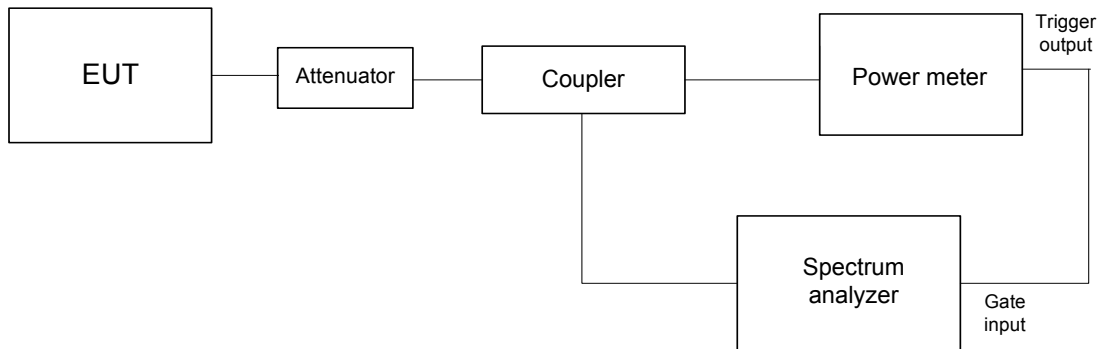 EUT
Attenuator
Coupler
Power meter
Trigger
output
Spectrum
analyzer
Gate
input